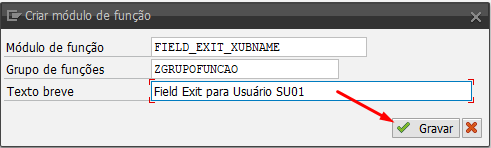 Criar módulo de função
Módulo de função FIELD_EXIT_XUBNAME
Grupo de funções ZGRUPOFUNCAO
Texto breve Field Exit para Usuário SU01
Gravar